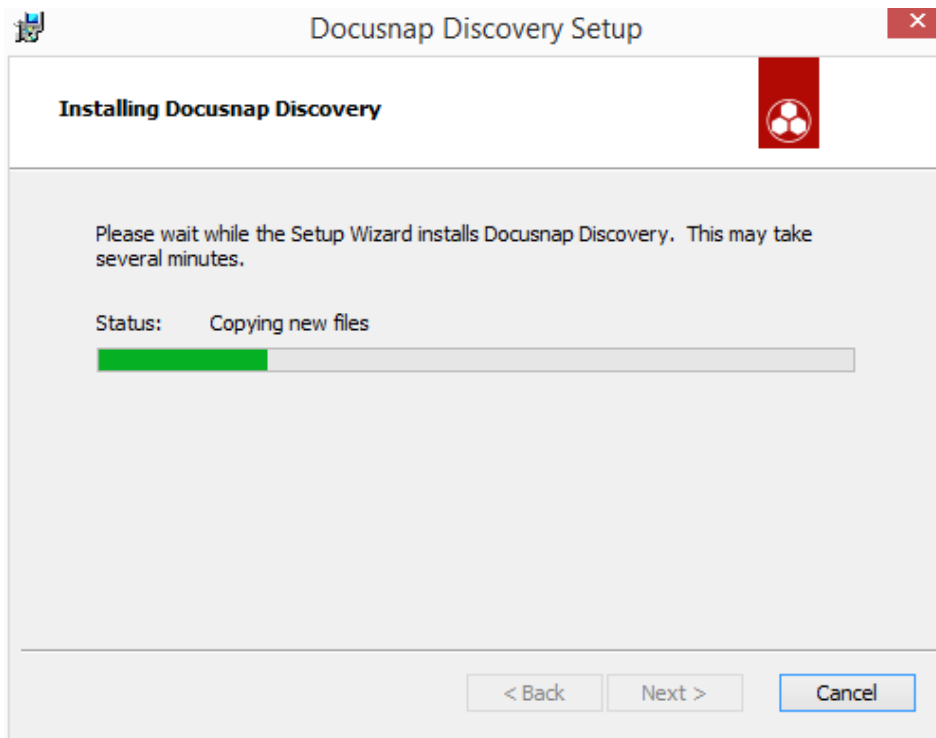 Docusnap Discovery Setup
Installing Docusnap Discovery
Please wait while the Setup Wizard installs Docusnap Discovery. This may take
several minutes.
Status: Copying new files
< Back Next > Cancel